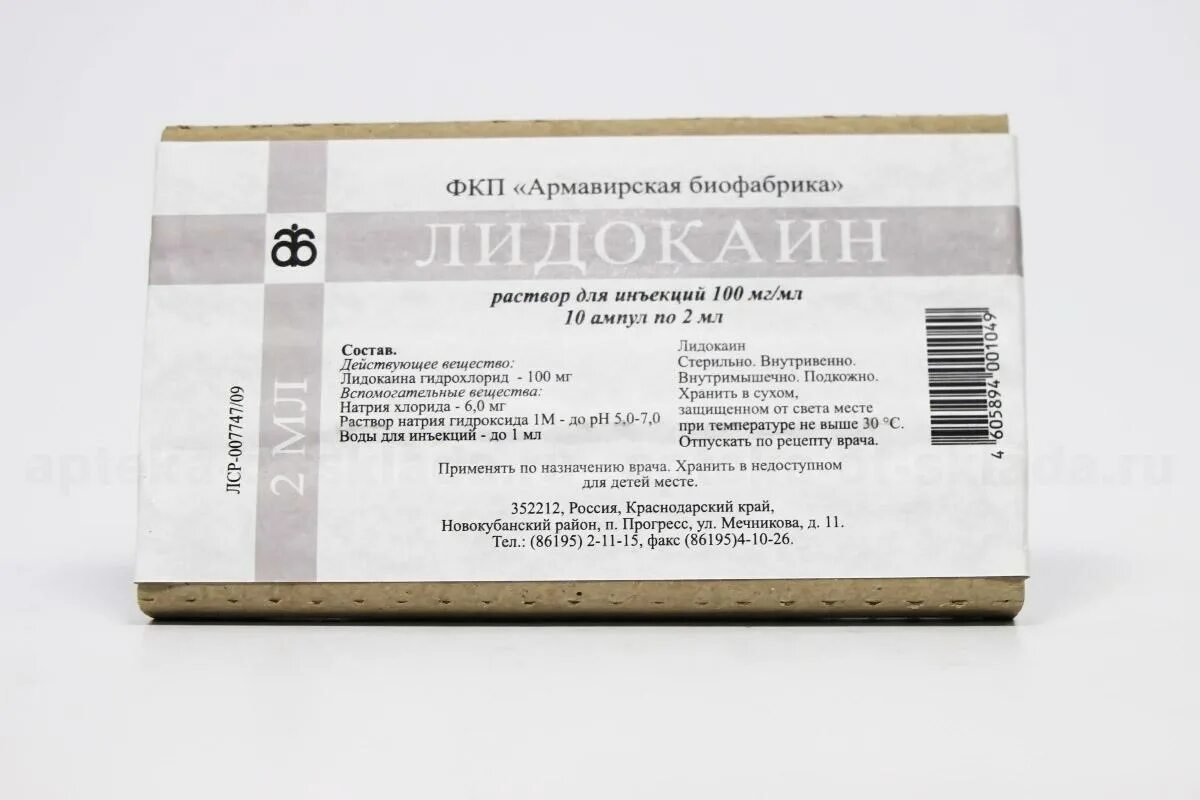 ФКП «Армавирская биофабрика»
ЛИДОКАИН
раствор для инъекций 100 мг/мл
10 ампул по 2 мл
Состав.
Действующее вещество:
Лидокаина гидрохлорид - 100 мг
Вспомогательные вещества:
Натрия хлорида - 6,0 мг
Раствор натрия гидроксида 1М - до pH 5,0-7,0
Воды для инъекций - до 1 мл
Лидокаин
Стерильно. Внутривенно.
Внутримышечно. Подкожно.
Хранить в сухом,
защищенном от света месте
при температуре не выше 30 °С.
Отпускать по рецепту врача.
Применять по назначению врача. Хранить в недоступном
для детей месте.
352212, Россия, Краснодарский край,
Новокубанский район, п. Прогресс, ул. Мечникова, д. 11.
Тел.: (86195) 2-11-15, факс (86195)4-10-26.
ЛСР-007747/09
2 МЛ
4 605894 001049